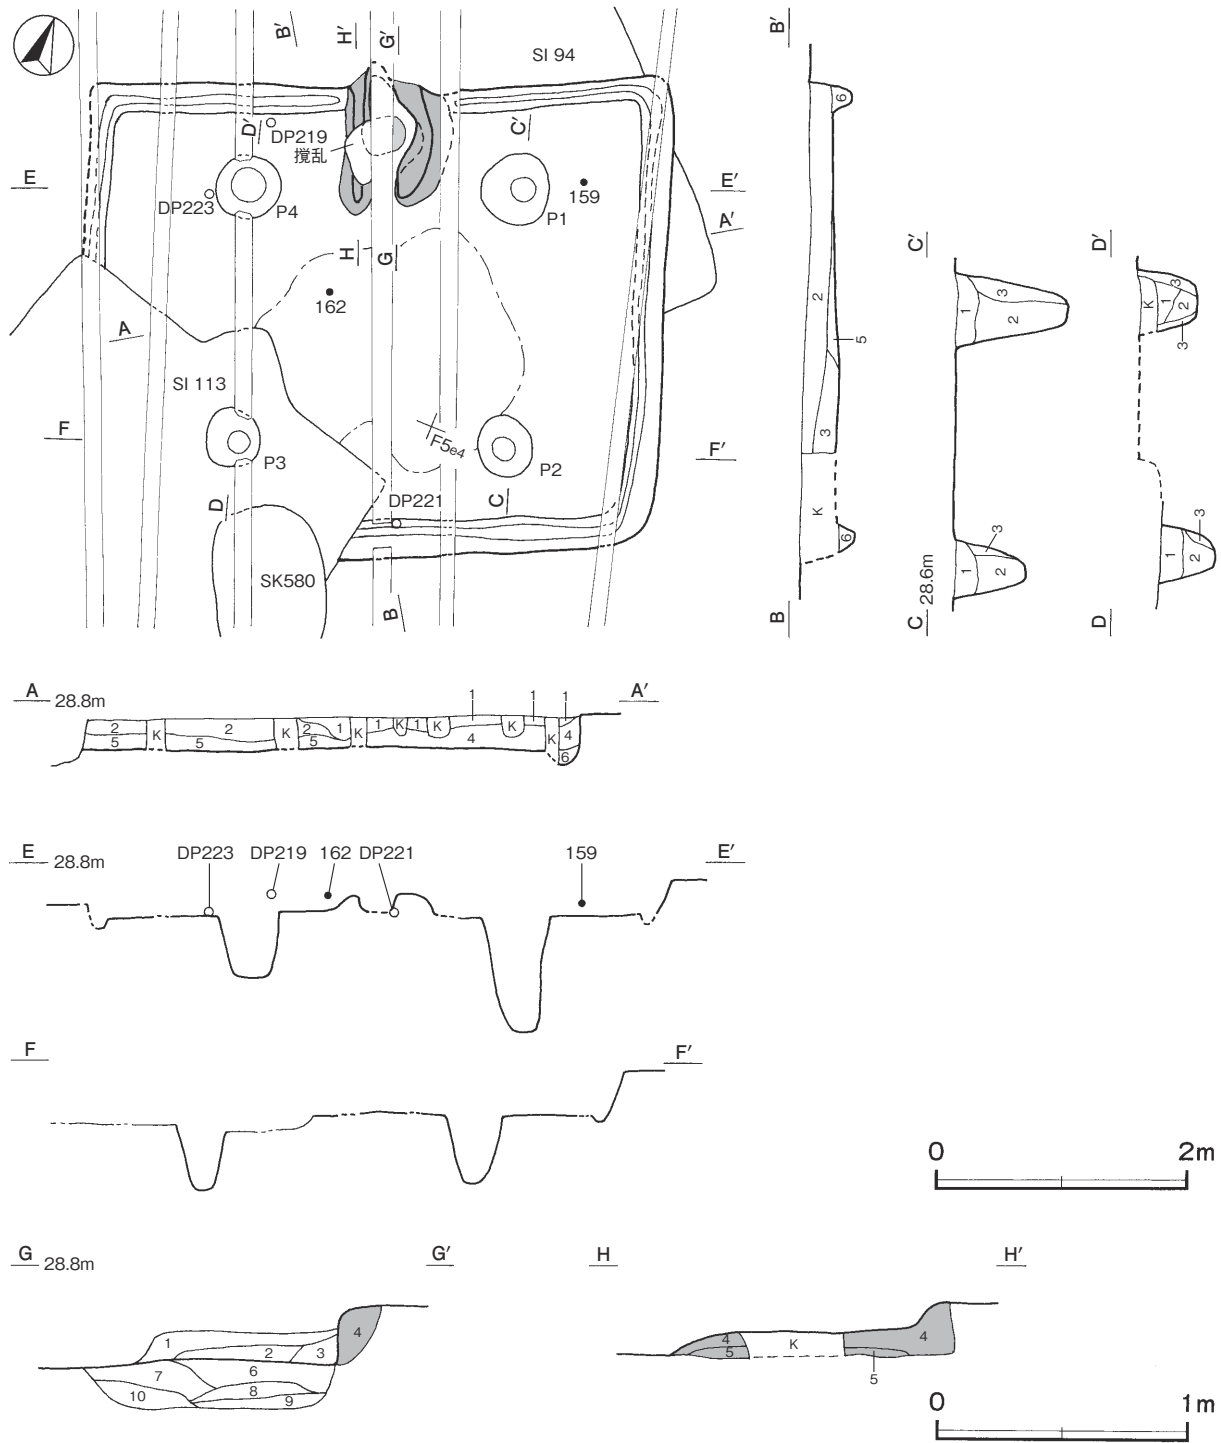 B′
H′
G′
SI 94
B′
D′
DP219
撹乱
C′
6
E
DP223
P4
P1
159
E′
A′
H
G
C′
D′
162
A
2
5
1
3
2
K
1
3
2
3
SI 113
F
F5e4
F′
3
P3
P2
D
C
DP221
K
6
3
1
2
3
1
2
SK580
B
B
C
28.6m
D
A
28.8m
1
1
1
A′
2
5
K
2
5
K
2
5
1
K
1
K
1
K
4
K
K
4
6
E
28.8m
DP223
DP219
162
DP221
159
E′
F
F′
0
2m
G
28.8m
G′
H
H′
1
2
3
4
7
6
8
10
9
4
5
K
4
5
0
1m